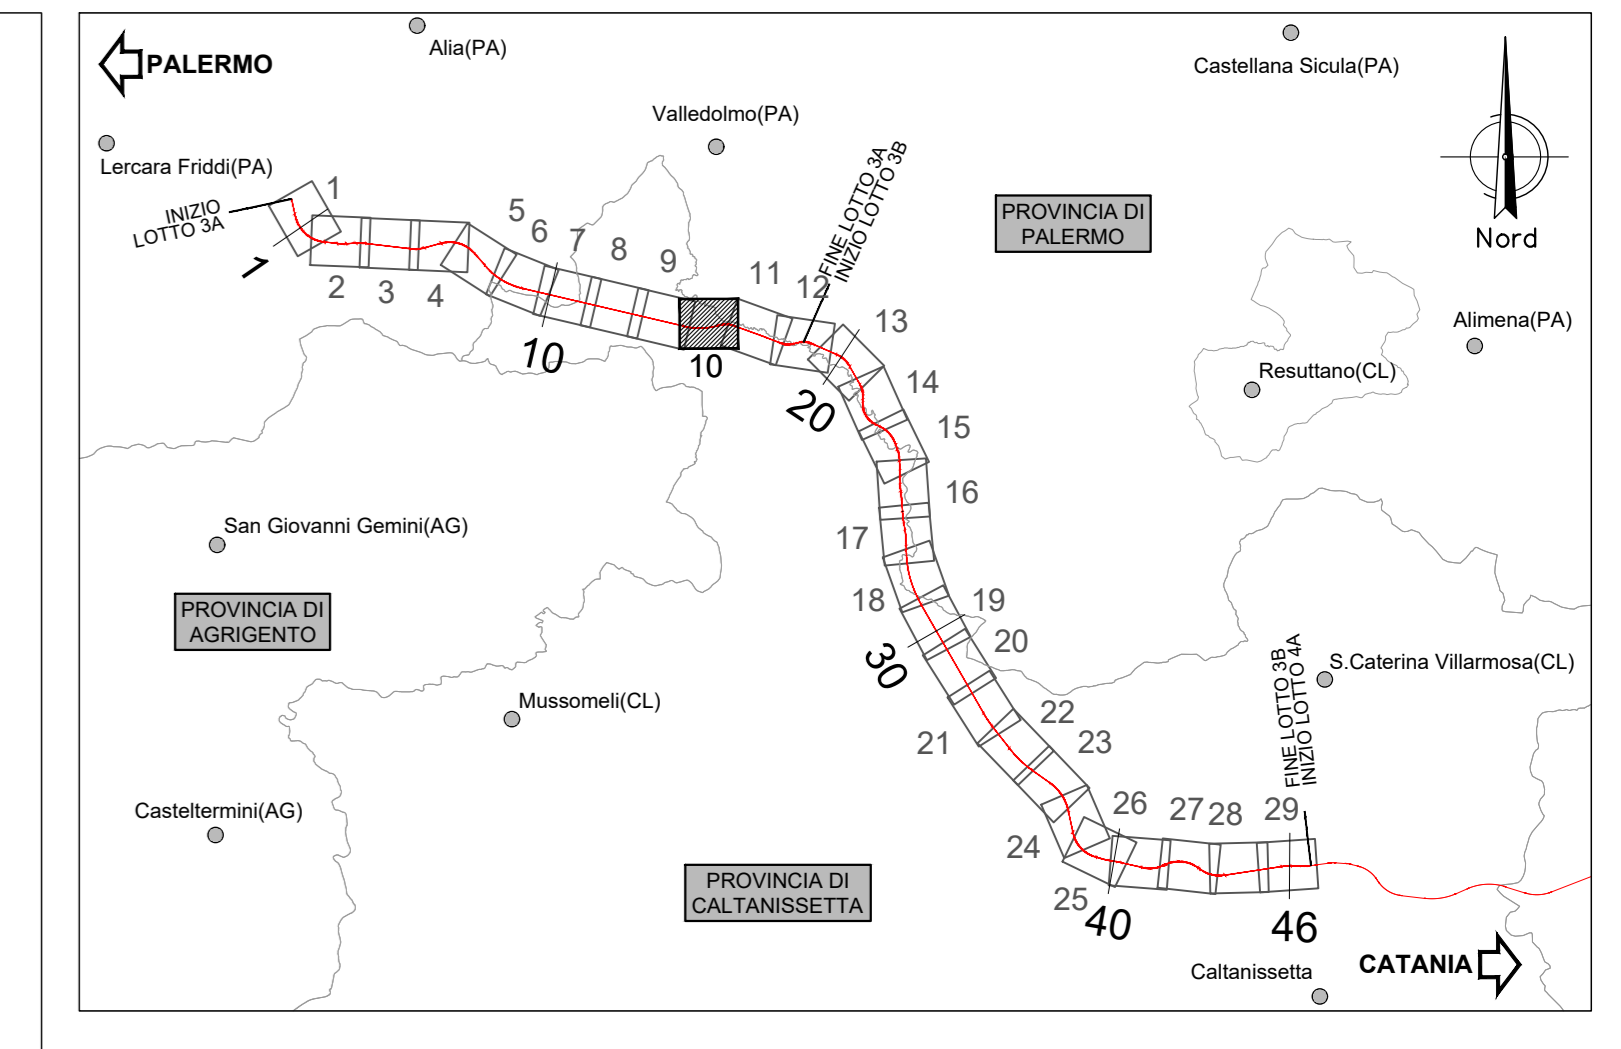 PALERMO
Alia(PA)
Castellana Sicula(PA)
Valledolmo(PA)
Lercara Friddi(PA)
INIZIO
LOTTO 3A
1
1
2
3
4
5
6
7
8
9
10
10
11
12
FINE LOTTO 3A
INIZIO LOTTO 3B
PROVINCIA DI
PALERMO
Nord
13
20
14
15
Alimena(PA)
Resuttano(CL)
16
17
San Giovanni Gemini(AG)
PROVINCIA DI
AGRIGENTO
18
19
20
30
Mussomeli(CL)
21
22
23
S.Caterina Villarmosa(CL)
FINE LOTTO 3B
INIZIO LOTTO 4A
Casteltermini(AG)
24
25
26
27
28
29
40
46
PROVINCIA DI
CALTANISSETTA
Caltanissetta
CATANIA